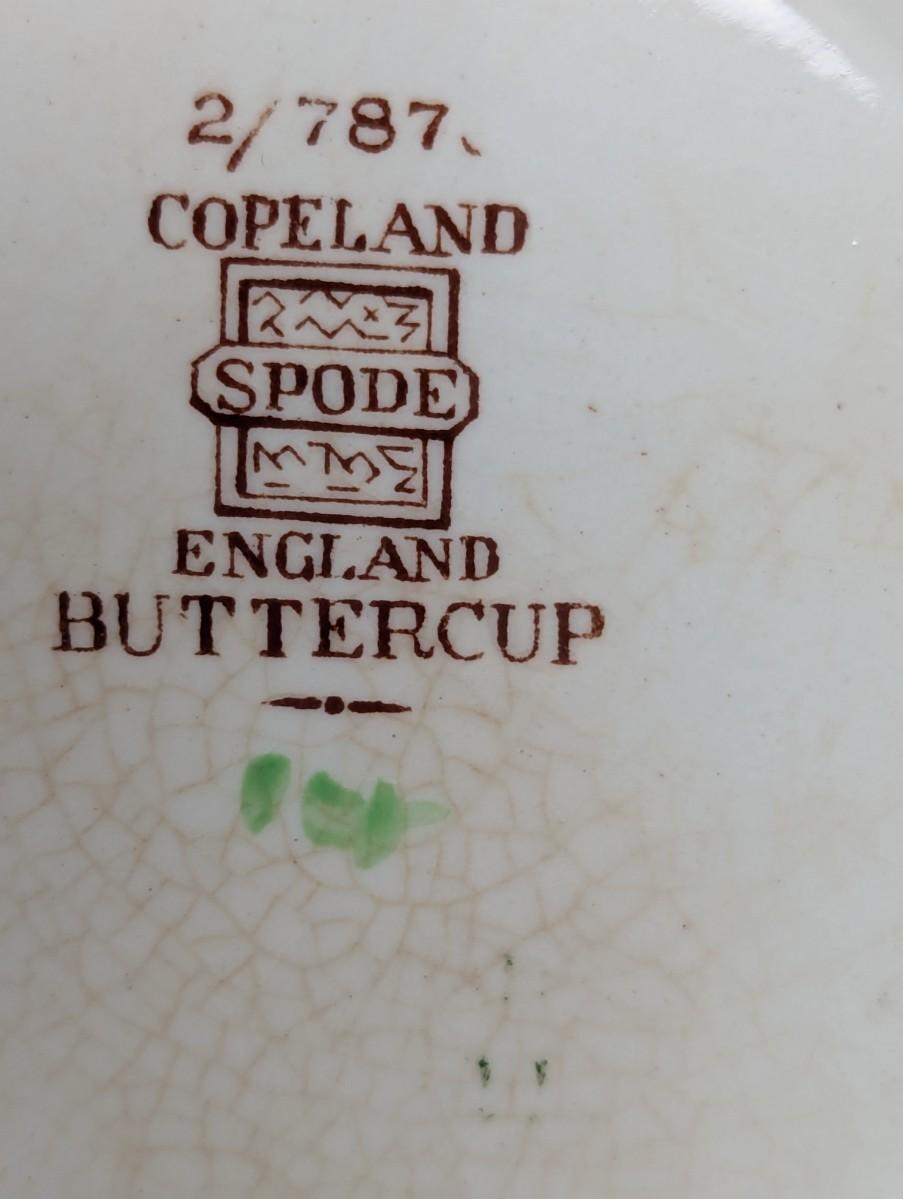 2/787.
COPELAND
SPODE
ENGLAND
BUTTERCUP